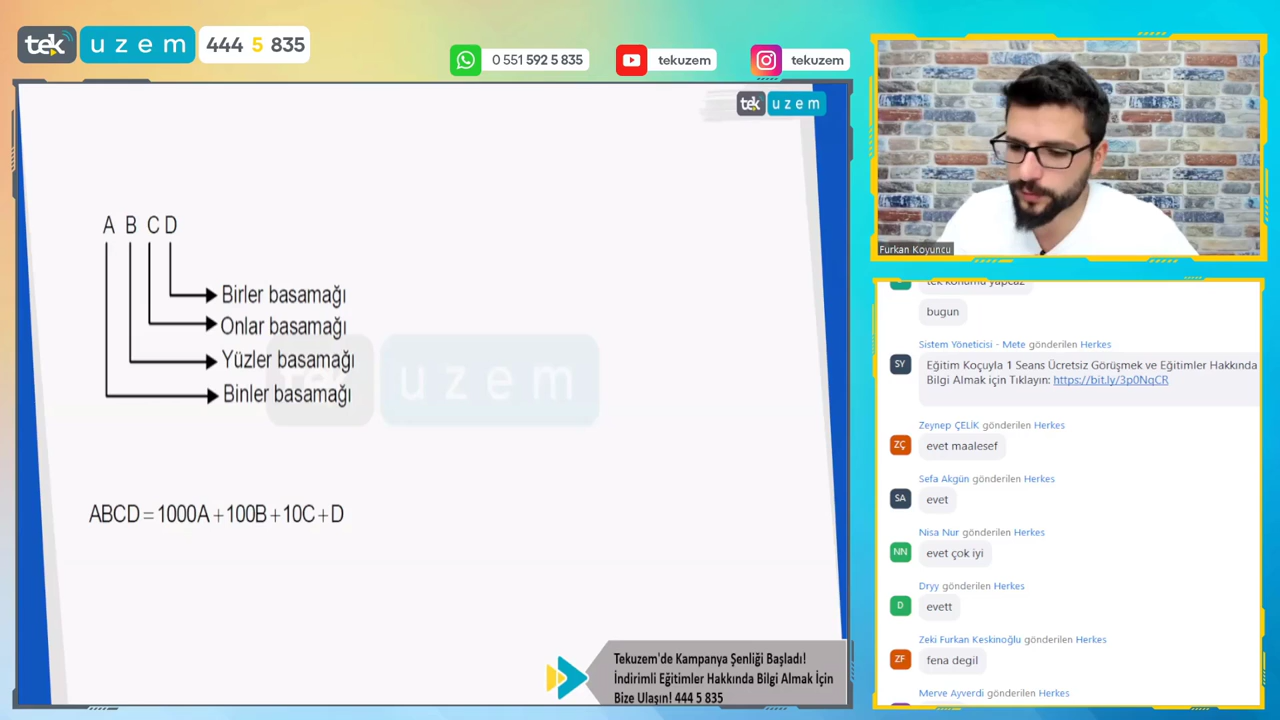 tek uzem 444 5 835
0 551 592 5 835
tekuzem
tekuzem
tek uzem
A B C D
Birler basamağı
Onlar basamağı
Yüzler basamağı
Binler basamağı
tek uzem
ABCD = 1000A + 100B + 10C + D
Tekuzem'de Kampanya Şenliği Başladı!
İndirimli Eğitimler Hakkında Bilgi Almak İçin
Bize Ulaşın! 444 5 835
Furkan Koyuncu
tek konumu yapcaz
bugun
Sistem Yöneticisi - Mete gönderilen Herkes
SY
Eğitim Koçuyla 1 Seans Ücretsiz Görüşmek ve Eğitimler Hakkında
Bilgi Almak için Tıklayın: https://bit.ly/3p0NqCR
Zeynep ÇELİK gönderilen Herkes
ZÇ evet maalesef
Sefa Akgün gönderilen Herkes
SA evet
Nisa Nur gönderilen Herkes
NN evet çok iyi
Dryy gönderilen Herkes
D evett
Zeki Furkan Keskinoğlu gönderilen Herkes
ZF fena degil
Merve Ayverdi gönderilen Herkes